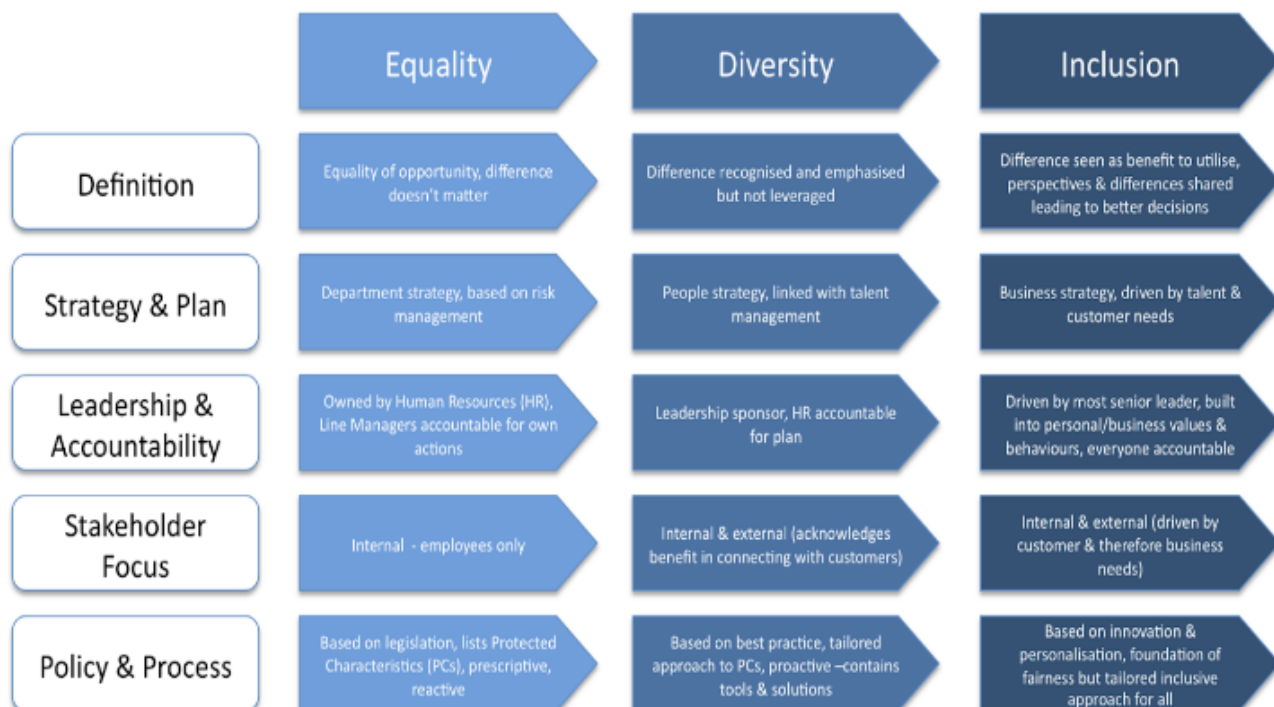 Equality
Diversity
Inclusion
Definition
Equality of opportunity, difference
doesn't matter
Difference recognised and emphasised
but not leveraged
Difference seen as benefit to utilise,
perspectives & differences shared
leading to better decisions
Strategy & Plan
Department strategy, based on risk
management
People strategy, linked with talent
management
Business strategy, driven by talent &
customer needs
Leadership &
Accountability
Owned by Human Resources (HR),
Line Managers accountable for own
actions
Leadership sponsor, HR accountable
for plan
Driven by most senior leader, built
into personal/business values &
behaviours, everyone accountable
Stakeholder
Focus
Internal - employees only
Internal & external (acknowledges
benefit in connecting with customers)
Internal & external (driven by
customer & therefore business
needs)
Policy & Process
Based on legislation, lists Protected
Characteristics (PCs), prescriptive,
reactive
Based on best practice, tailored
approach to PCs, proactive –contains
tools & solutions
Based on innovation &
personalisation, foundation of
fairness but tailored inclusive
approach for all